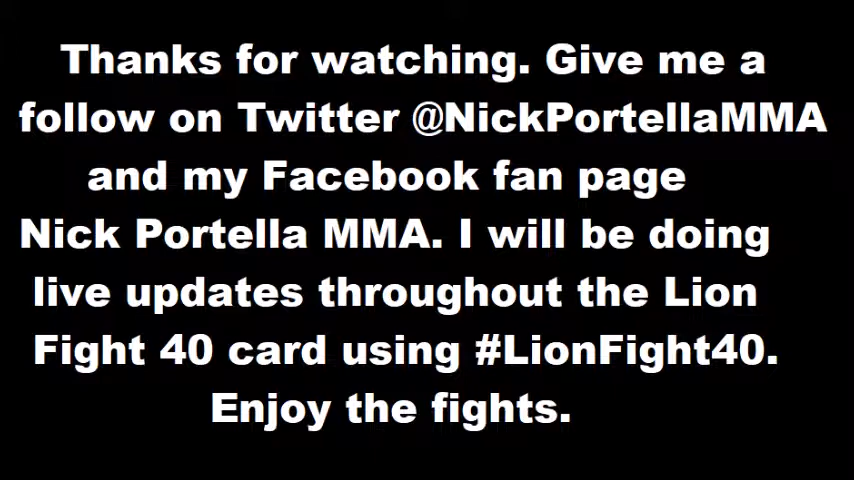 Thanks for watching. Give me a
follow on Twitter @NickPortellaMMA
and my Facebook fan page
Nick Portella MMA. I will be doing
live updates throughout the Lion
Fight 40 card using #LionFight40.
Enjoy the fights.